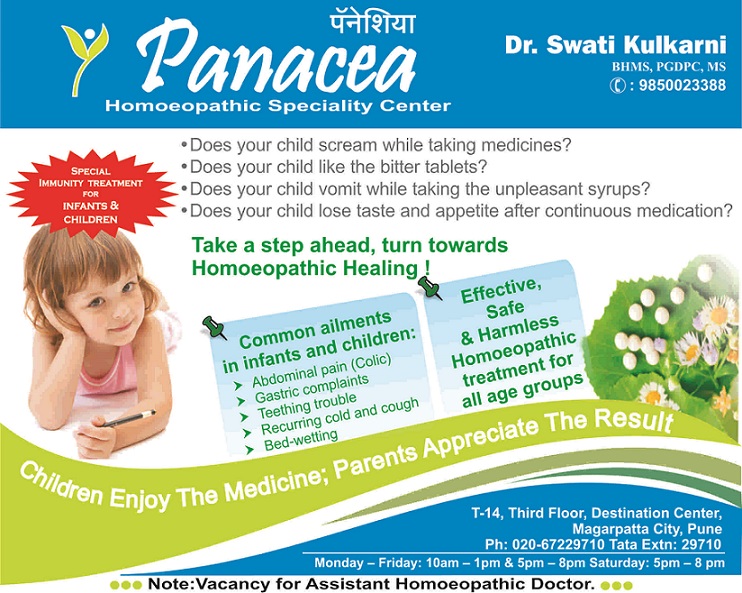 पॅनेशिया
Panacea
Homoeopathic Speciality Center
Dr. Swati Kulkarni
BHMS, PGDPC, MS
: 9850023388
SPECIAL
IMMUNITY TREATMENT
FOR
INFANTS &
CHILDREN
• Does your child scream while taking medicines?
• Does your child like the bitter tablets?
• Does your child vomit while taking the unpleasant syrups?
• Does your child lose taste and appetite after continuous medication?
Take a step ahead, turn towards
Homoeopathic Healing !
Common ailments
in infants and children:
➤ Abdominal pain (Colic)
➤ Gastric complaints
➤ Teething trouble
➤ Recurring cold and cough
➤ Bed-wetting
Effective,
Safe
& Harmless
Homoeopathic
treatment for
all age groups
Children Enjoy The Medicine; Parents Appreciate The Result
T-14, Third Floor, Destination Center,
Magarpatta City, Pune
Ph: 020-67229710 Tata Extn: 29710
Monday – Friday: 10am – 1pm & 5pm – 8pm Saturday: 5pm – 8 pm
Note:Vacancy for Assistant Homoeopathic Doctor.